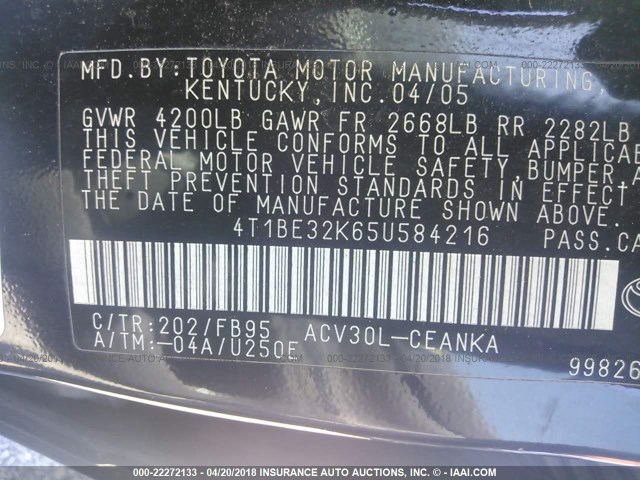 MFD.BY:TOYOTA MOTOR MANUFACTURING,
KENTUCKY, INC. 04/05
GVWR 4200LB GAWR FR 2668LB RR 2282LB
THIS VEHICLE CONFORMS TO ALL APPLICAB
FEDERAL MOTOR VEHICLE SAFETY, BUMPER, A
THEFT PREVENTION STANDARDS IN EFFECT
THE DATE OF MANUFACTURE SHOWN ABOVE.
4T1BE32K65U584216 PASS.CA
C/TR:202/FB95 ACV30L-CEANKA
A/TM:-04A/U250E
99826
000-22272133 - 04/20/2018 - INSURANCE AUTO AUCTIONS, INC. - IAAI.COM